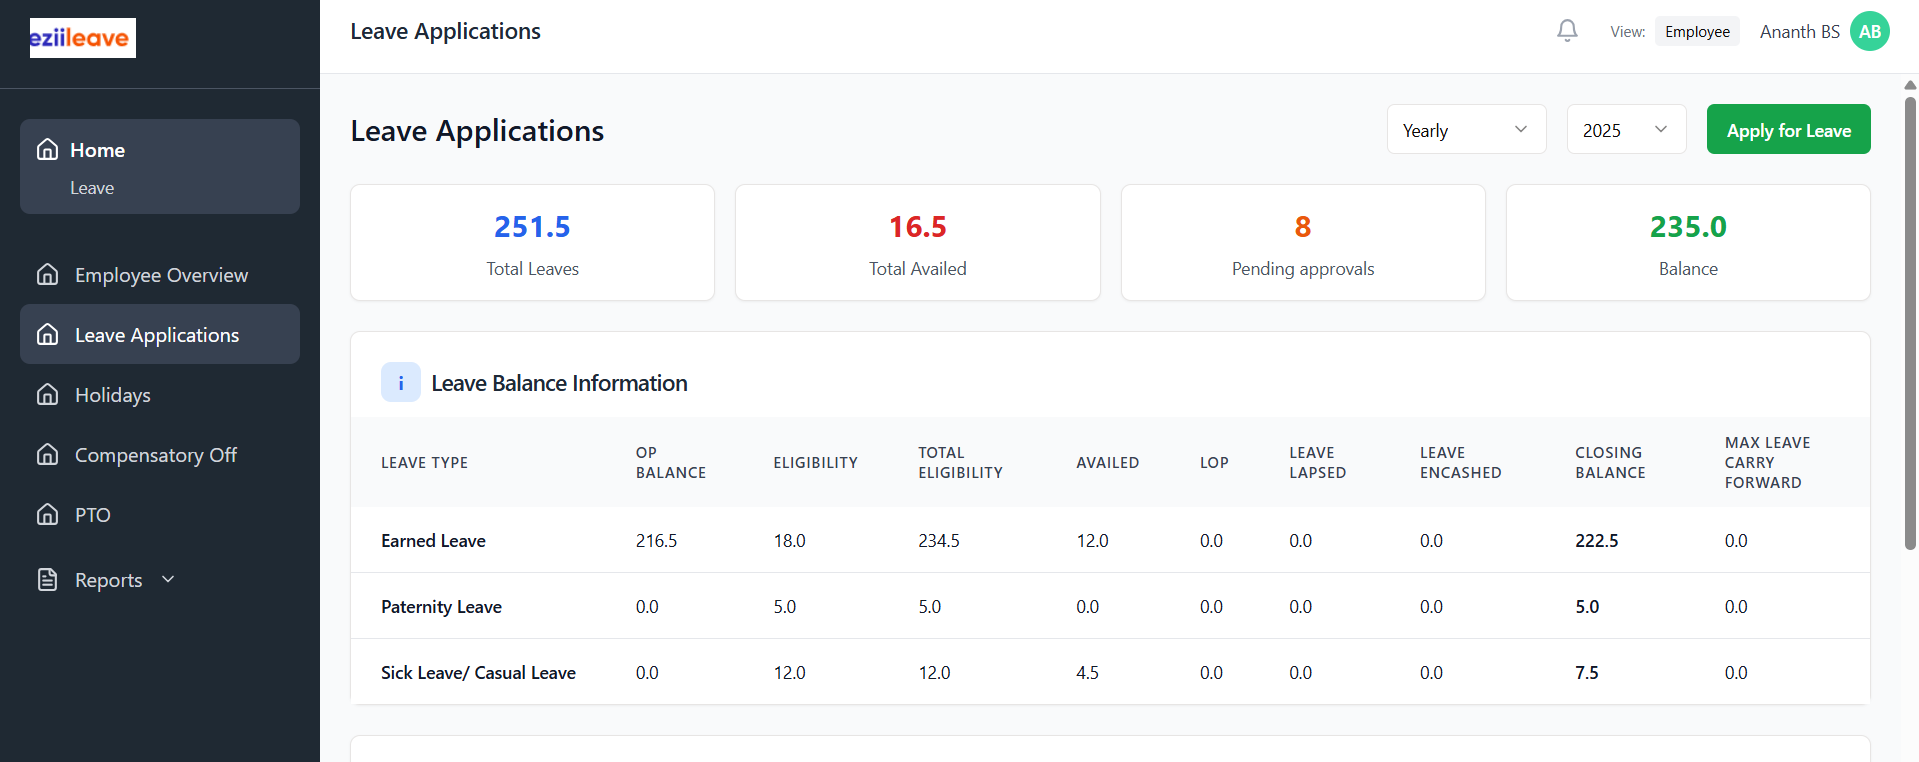 eziileave
Leave Applications
View: Employee Ananth BS AB
Home
Leave
Employee Overview
Leave Applications
Holidays
Compensatory Off
PTO
Reports
Leave Applications
Yearly 2025 Apply for Leave
251.5
Total Leaves
16.5
Total Availed
8
Pending approvals
235.0
Balance
i Leave Balance Information
LEAVE TYPE OP BALANCE ELIGIBILITY TOTAL ELIGIBILITY AVAILED LOP LEAVE LAPSED LEAVE ENCASHED CLOSING BALANCE MAX LEAVE CARRY FORWARD
Earned Leave 216.5 18.0 234.5 12.0 0.0 0.0 0.0 222.5 0.0
Paternity Leave 0.0 5.0 5.0 0.0 0.0 0.0 0.0 5.0 0.0
Sick Leave/ Casual Leave 0.0 12.0 12.0 4.5 0.0 0.0 0.0 7.5 0.0